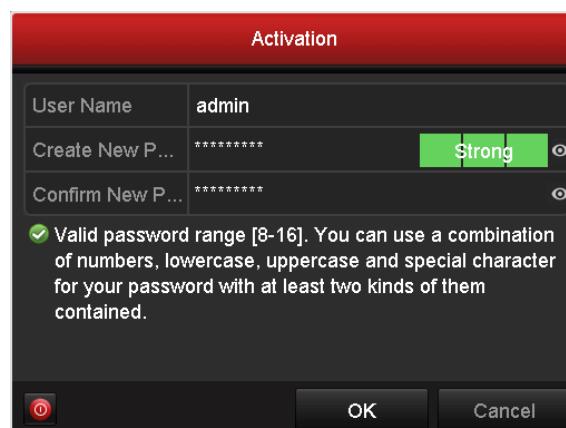 Activation
User Name admin
Create New P... ********* Strong
Confirm New P... *********
Valid password range [8-16]. You can use a combination
of numbers, lowercase, uppercase and special character
for your password with at least two kinds of them
contained.
OK Cancel